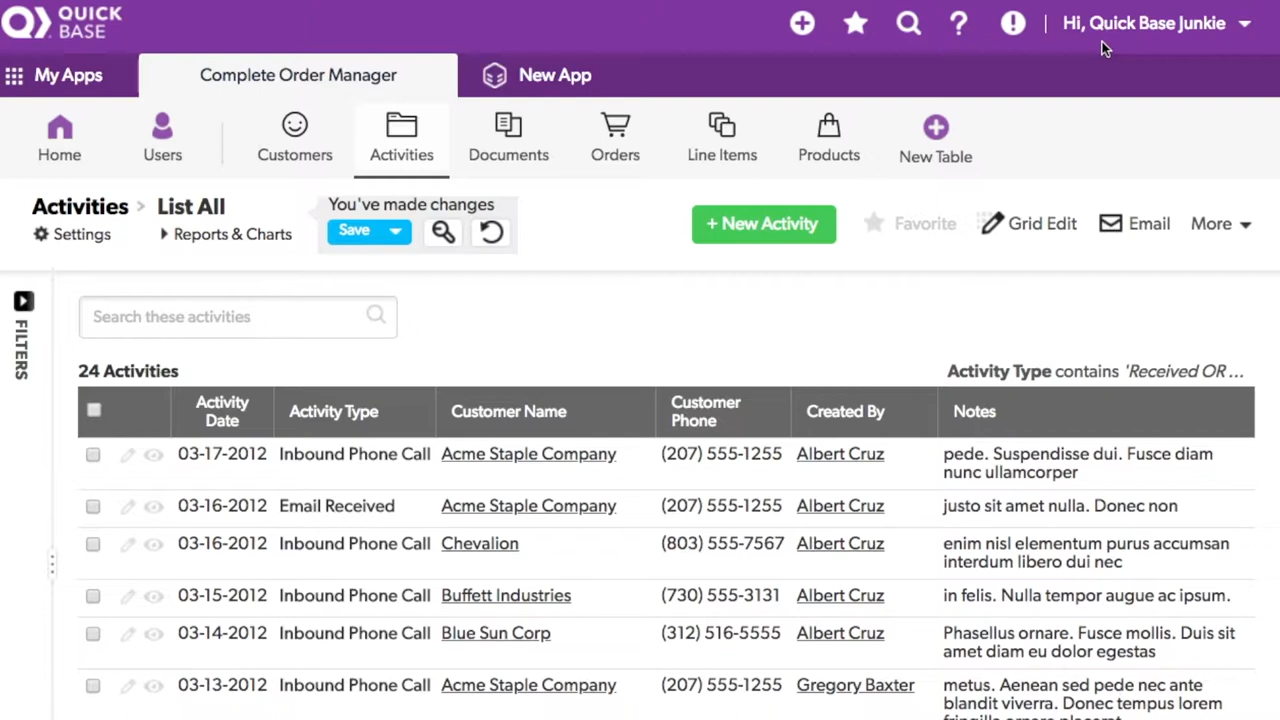 QUICK
BASE
Hi, Quick Base Junkie
My Apps
Complete Order Manager
New App
Home
Users
Customers
Activities
Documents
Orders
Line Items
Products
New Table
Activities > List All
Settings
Reports & Charts
You've made changes
Save
+ New Activity
Favorite
Grid Edit
Email
More
FILTERS
Search these activities
24 Activities
Activity Type contains 'Received OR ...
Activity Date
Activity Type
Customer Name
Customer Phone
Created By
Notes
03-17-2012 Inbound Phone Call Acme Staple Company (207) 555-1255 Albert Cruz pede. Suspendisse dui. Fusce diam
nunc ullamcorper
03-16-2012 Email Received Acme Staple Company (207) 555-1255 Albert Cruz justo sit amet nulla. Donec non
03-16-2012 Inbound Phone Call Chevalion (803) 555-7567 Albert Cruz enim nisl elementum purus accumsan
interdum libero dui nec
03-15-2012 Inbound Phone Call Buffett Industries (730) 555-3131 Albert Cruz in felis. Nulla tempor augue ac ipsum.
03-14-2012 Inbound Phone Call Blue Sun Corp (312) 516-5555 Albert Cruz Phasellus ornare. Fusce mollis. Duis sit
amet diam eu dolor egestas
03-13-2012 Inbound Phone Call Acme Staple Company (207) 555-1255 Gregory Baxter metus. Aenean sed pede nec ante
blandit viverra. Donec tempus lorem